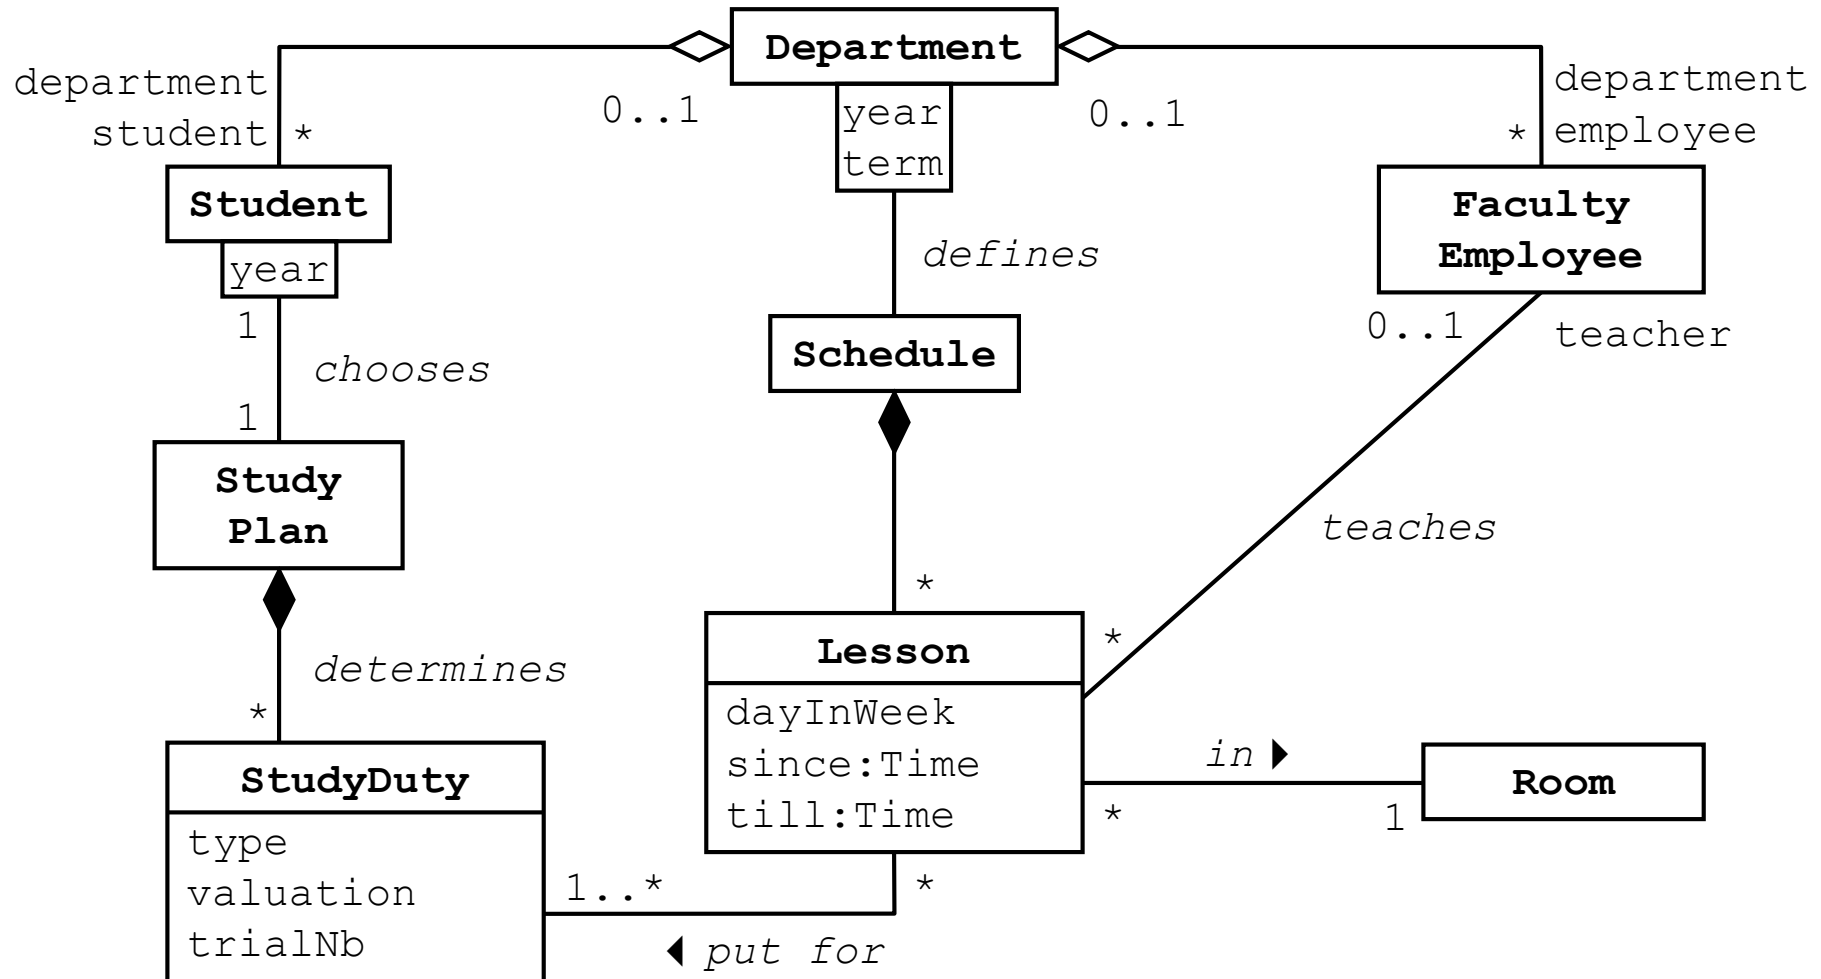 Department
department
student
*
0..1
year
term
0..1
*
department
employee
Student
year
defines
Faculty
Employee
1
chooses
1
Schedule
0..1
teacher
Study
Plan
teaches
*
determines
*
Lesson
dayInWeek
since:Time
till:Time
*
in
*
1
Room
StudyDuty
type
valuation
trialNb
1..*
*
put for